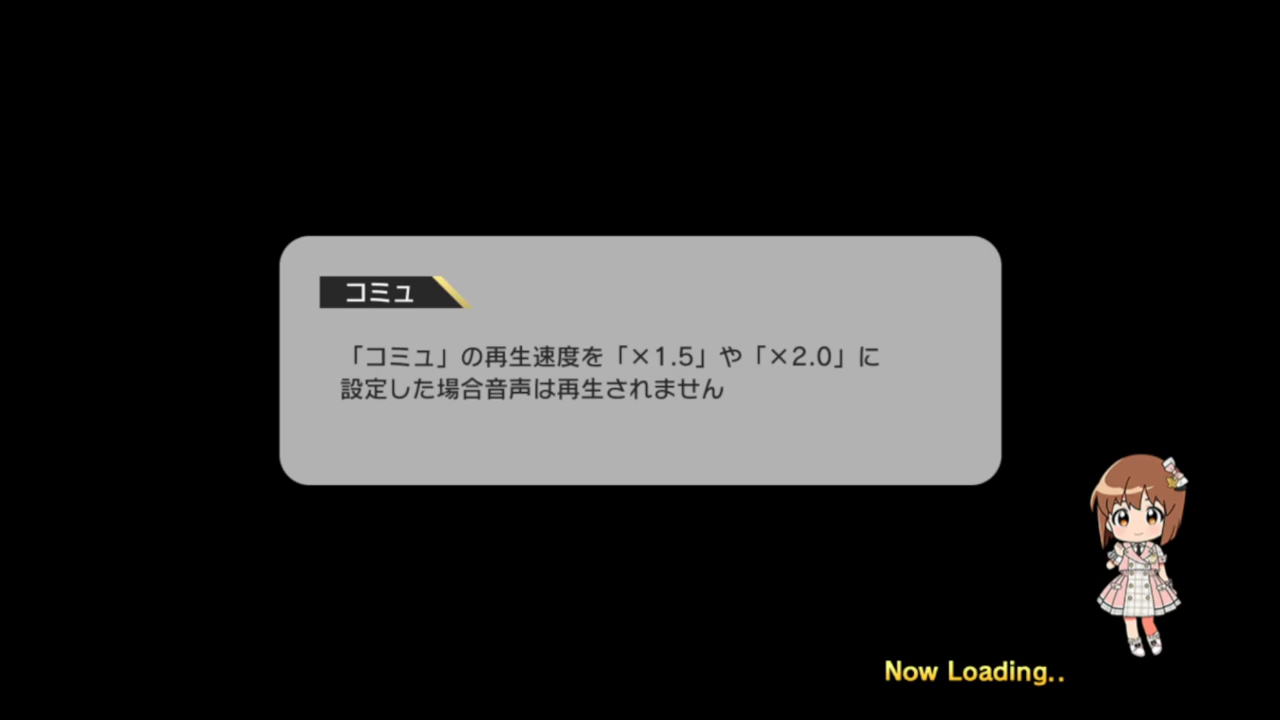 コミュ
「コミュ」の再生速度を「×1.5」や「×2.0」に
設定した場合音声は再生されません
Now Loading..